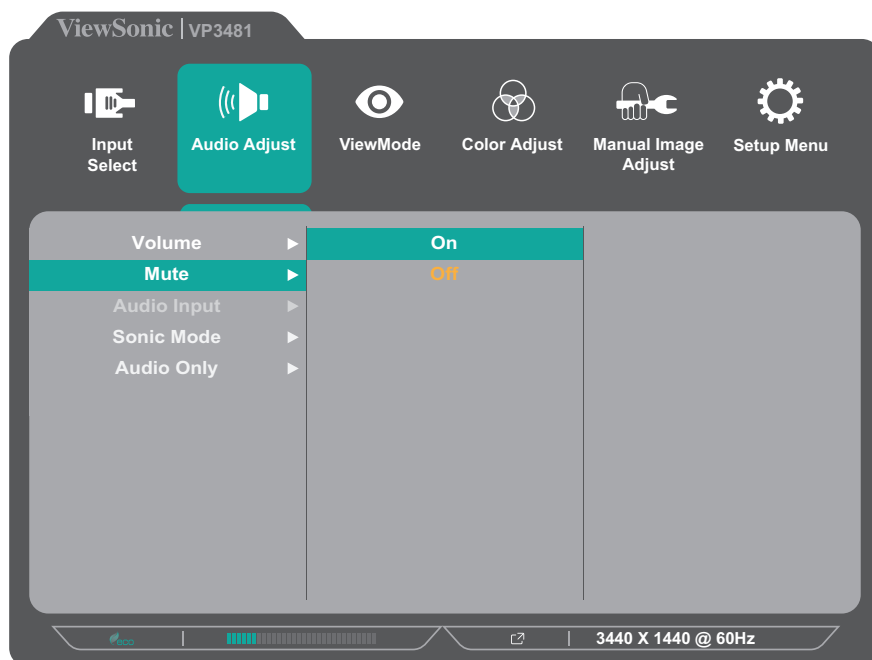 ViewSonic | VP3481
Input
Select
Audio Adjust
ViewMode
Color Adjust
Manual Image
Adjust
Setup Menu
Volume
On
Mute
Off
Audio Input
Sonic Mode
Audio Only
eco
3440 X 1440 @ 60Hz